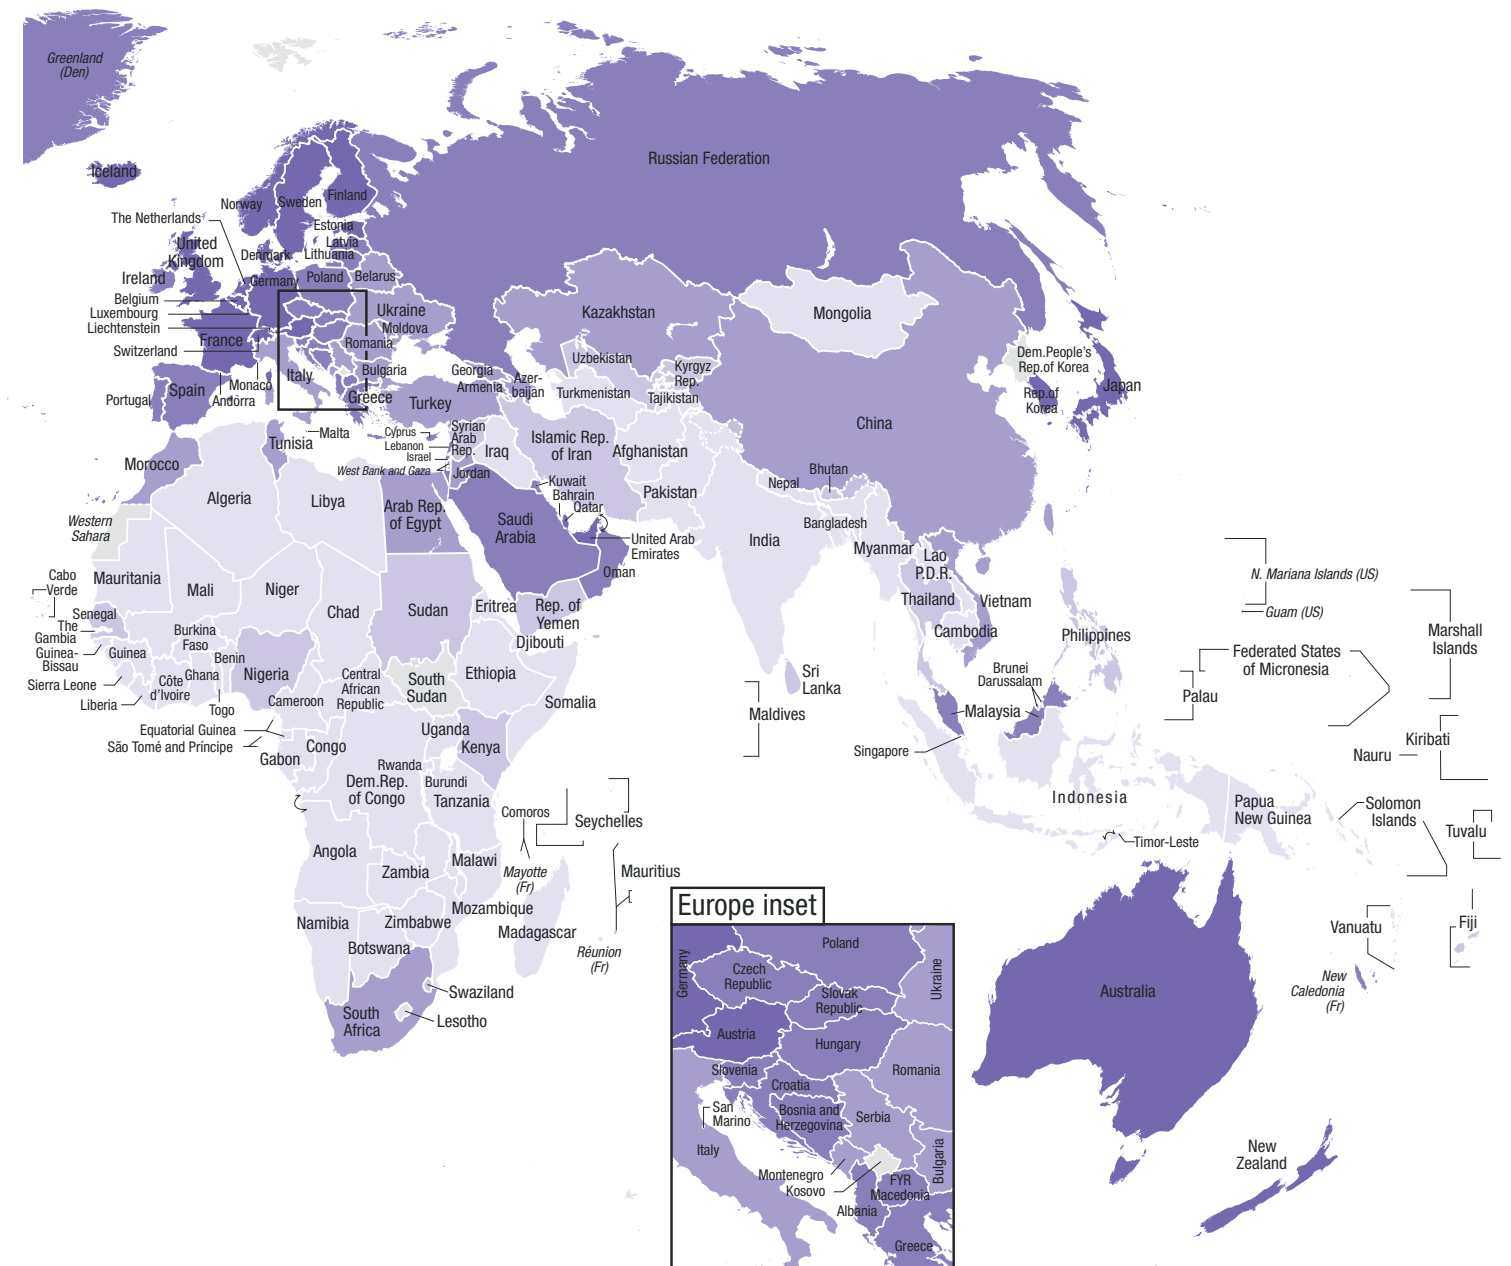 Greenland
(Den)
Iceland
Russian Federation
Norway
Sweden
Finland
The Netherlands
Estonia
Latvia
Lithuania
United
Kingdom
Denmark
Ireland
Germany
Poland
Belarus
Belgium
Luxembourg
Liechtenstein
Ukraine
Moldova
Romania
France
Switzerland
Italy
Bulgaria
Spain
Monaco
Portugal
Andorra
Greece
Turkey
Georgia
Armenia
Azer-
baijan
Kazakhstan
Mongolia
Uzbekistan
Kyrgyz
Rep.
Turkmenistan
Tajikistan
Dem.People's
Rep.of Korea
Rep.of
Korea
Japan
China
Malta
Tunisia
Cyprus
Lebanon
Israel
West Bank and Gaza
Syrian
Arab
Rep.
Iraq
Jordan
Islamic Rep.
of Iran
Afghanistan
Morocco
Algeria
Libya
Arab Rep.
of Egypt
Kuwait
Bahrain
Qatar
Saudi
Arabia
United Arab
Emirates
Oman
Pakistan
Nepal
Bhutan
Bangladesh
India
Myanmar
Lao
P.D.R.
Thailand
Vietnam
Cambodia
Philippines
Western
Sahara
Cabo
Verde
Mauritania
Mali
Niger
Chad
Sudan
Eritrea
Rep. of
Yemen
Djibouti
Senegal
The
Gambia
Guinea-
Bissau
Guinea
Sierra Leone
Liberia
Burkina
Faso
Côte
d'Ivoire
Ghana
Benin
Togo
Nigeria
Cameroon
Central
African
Republic
South
Sudan
Ethiopia
Somalia
Equatorial Guinea
São Tomé and Príncipe
Gabon
Congo
Uganda
Kenya
Rwanda
Dem.Rep.
of Congo
Burundi
Tanzania
Comoros
Seychelles
Angola
Zambia
Malawi
Mayotte
(Fr)
Mauritius
Mozambique
Namibia
Zimbabwe
Botswana
Madagascar
Réunion
(Fr)
Swaziland
South
Africa
Lesotho
Sri
Lanka
Maldives
Brunei
Darussalam
Malaysia
Singapore
Indonesia
Timor-Leste
Papua
New Guinea
N. Mariana Islands (US)
Guam (US)
Federated States
of Micronesia
Palau
Marshall
Islands
Kiribati
Nauru
Solomon
Islands
Tuvalu
Vanuatu
Fiji
New
Caledonia
(Fr)
Australia
New
Zealand
Europe inset
Germany
Poland
Czech
Republic
Slovak
Republic
Ukraine
Austria
Hungary
Slovenia
Romania
Croatia
San
Marino
Bosnia and
Herzegovina
Serbia
Italy
Bulgaria
Montenegro
Kosovo
FYR
Macedonia
Albania
Greece